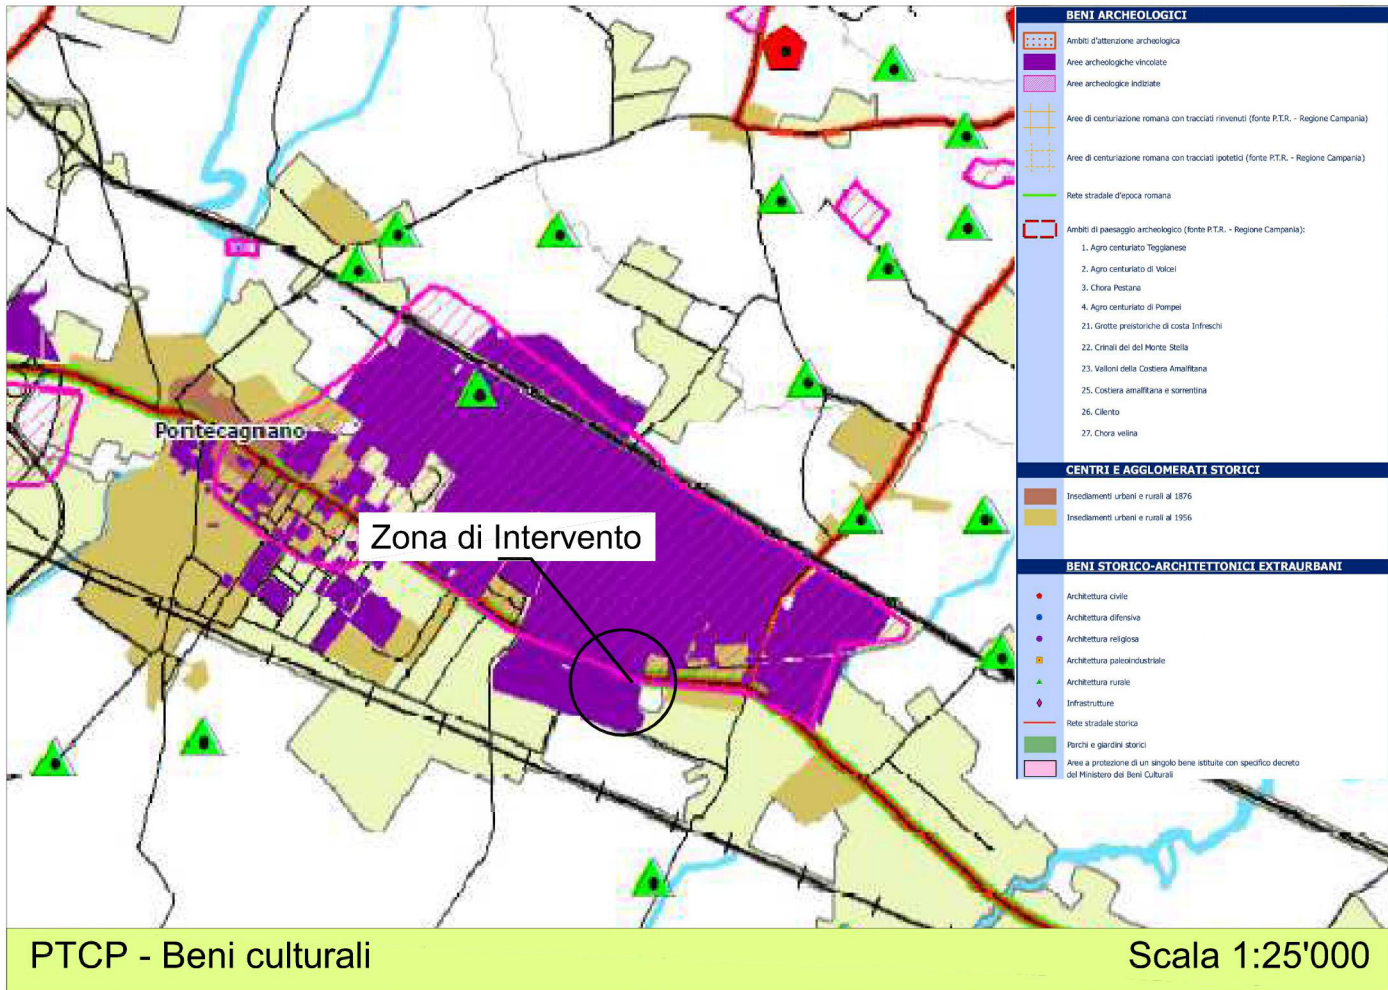 BENI ARCHEOLOGICI
Ambiti d'attenzione archeologica
Aree archeologiche vincolate
Aree archeologice indiziate
Aree di centuriazione romana con tracciati rinvenuti (fonte P.T.R. - Regione Campania)
Aree di centuriazione romana con tracciati ipotetici (fonte P.T.R. - Regione Campania)
Rete stradale d'epoca romana
Ambiti di paesaggio archeologico (fonte P.T.R. - Regione Campania):
1. Agro centuriato Teggianese
2. Agro centuriato di Volcei
3. Chora Pestana
4. Agro centuriato di Pompei
21. Grotte preistoriche di costa Infreschi
22. Crinali del del Monte Stella
23. Valloni della Costiera Amalfitana
25. Costiera amalfitana e sorrentina
26. Cilento
27. Chora velina
CENTRI E AGGLOMERATI STORICI
Insediamenti urbani e rurali al 1876
Insediamenti urbani e rurali al 1956
BENI STORICO-ARCHITETTONICI EXTRAURBANI
Architettura civile
Architettura difensiva
Architettura religiosa
Architettura paleoindustriale
Architettura rurale
Infrastrutture
Rete stradale storica
Parchi e giardini storici
Aree a protezione di un singolo bene istituite con specifico decreto
del Ministero dei Beni Culturali
Pontecagnano
Zona di Intervento
PTCP - Beni culturali
Scala 1:25'000